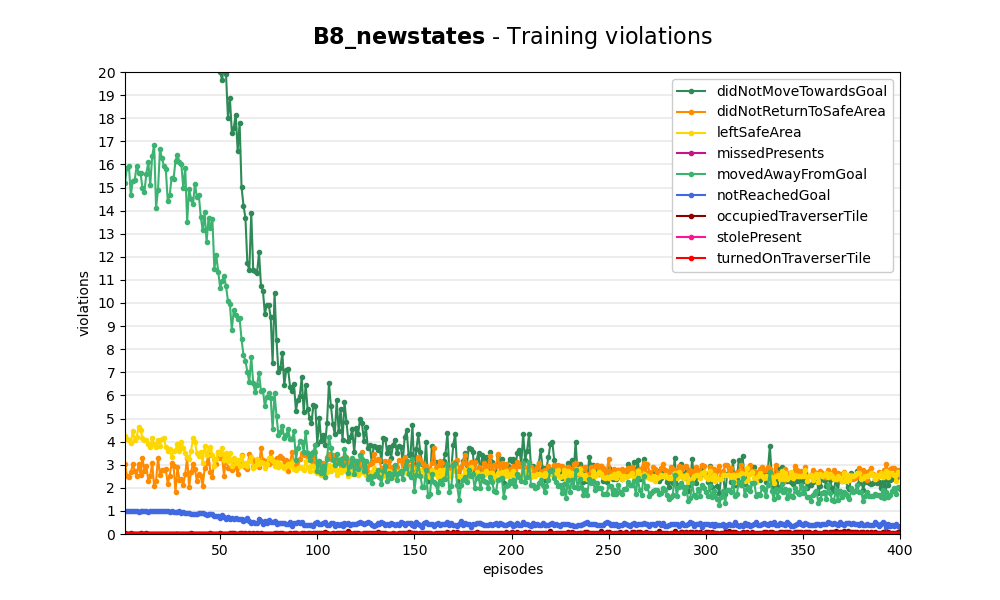 B8_newstates - Training violations
violations
20
19
18
17
16
15
14
13
12
11
10
9
8
7
6
5
4
3
2
1
0
didNotMoveTowardsGoal
didNotReturnToSafeArea
leftSafeArea
missedPresents
movedAwayFromGoal
notReachedGoal
occupiedTraverserTile
stolePresent
turnedOnTraverserTile
50 100 150 200 250 300 350 400
episodes